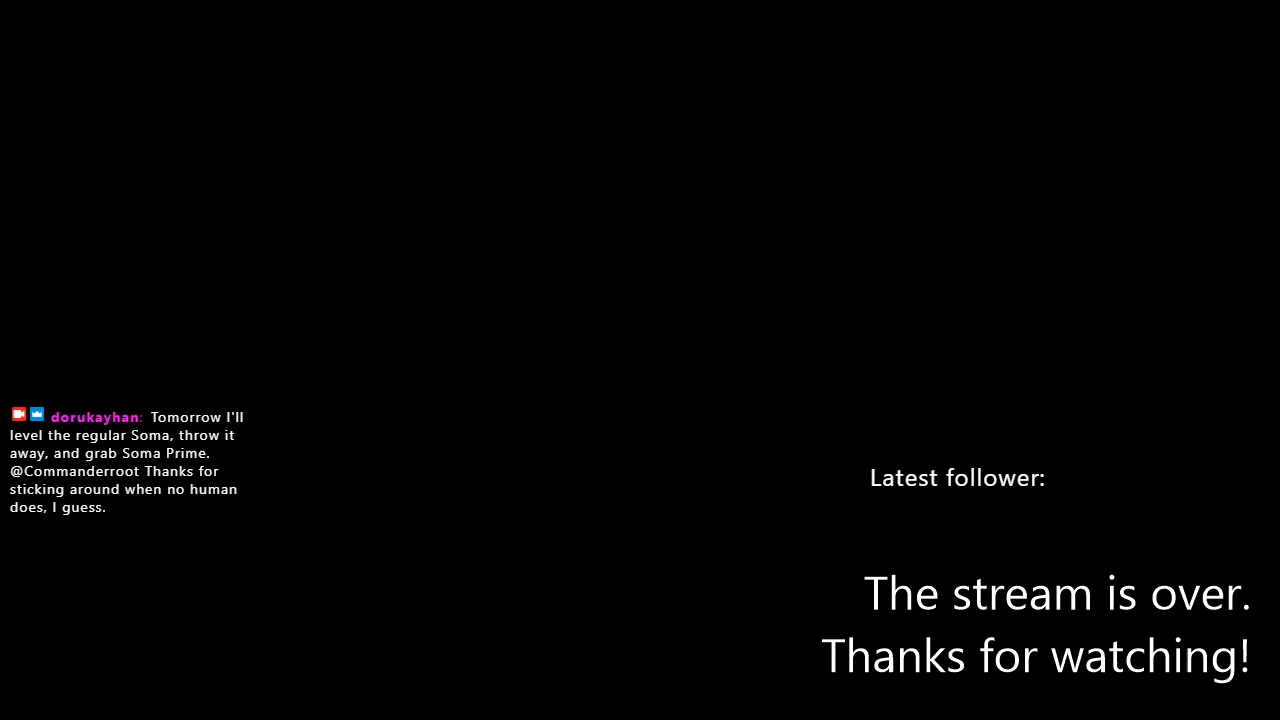 dorukayhan: Tomorrow I'll
level the regular Soma, throw it
away, and grab Soma Prime.
@Commanderroot Thanks for
sticking around when no human
does, I guess.
Latest follower:
The stream is over.
Thanks for watching!